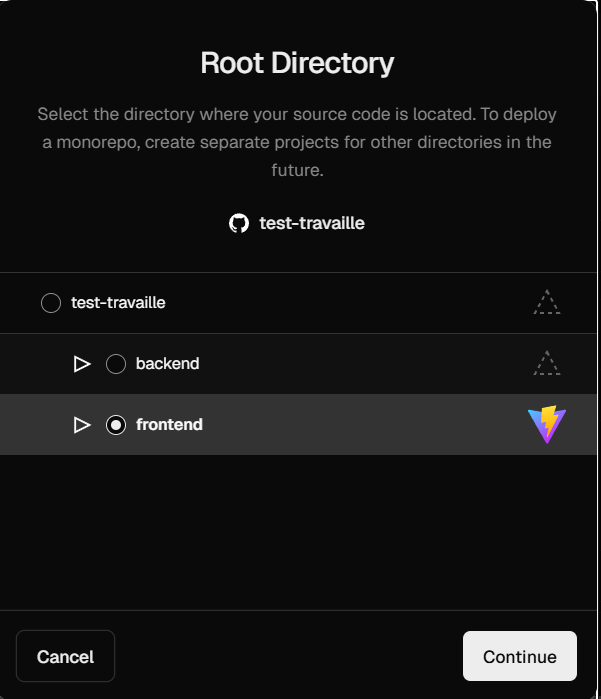 Root Directory
Select the directory where your source code is located. To deploy
a monorepo, create separate projects for other directories in the
future.
test-travaille
test-travaille
backend
frontend
Cancel
Continue